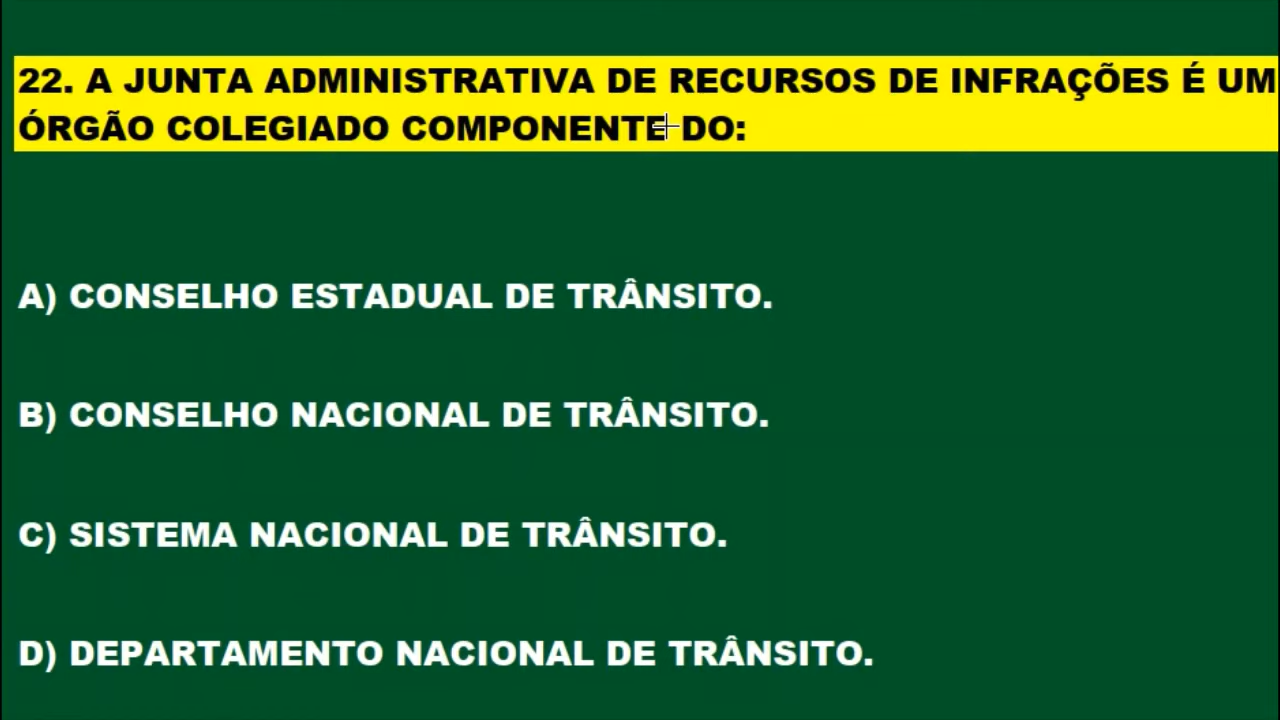 22. A JUNTA ADMINISTRATIVA DE RECURSOS DE INFRAÇÕES É UM
ÓRGÃO COLEGIADO COMPONENTE DO:
A) CONSELHO ESTADUAL DE TRÂNSITO.
B) CONSELHO NACIONAL DE TRÂNSITO.
C) SISTEMA NACIONAL DE TRÂNSITO.
D) DEPARTAMENTO NACIONAL DE TRÂNSITO.